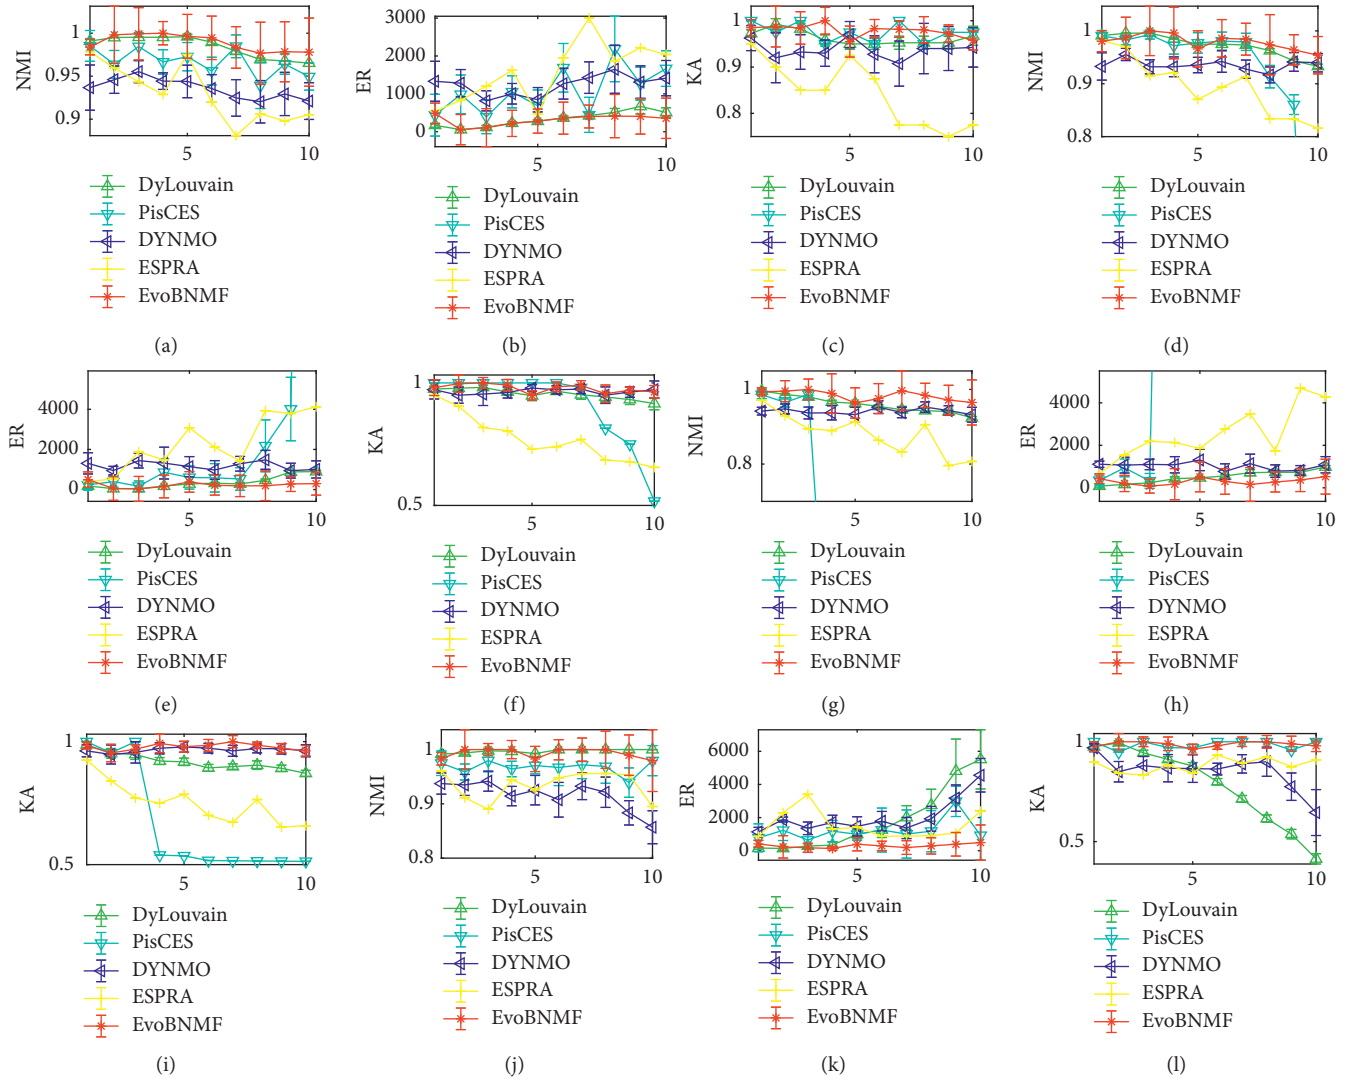 NMI
1
0.95
0.9
5
10
DyLouvain
PisCES
DYNMO
ESPRA
EvoBNMF
(a)
ER
3000
2000
1000
0
5
10
DyLouvain
PisCES
DYNMO
ESPRA
EvoBNMF
(b)
KA
1
0.9
0.8
5
10
DyLouvain
PisCES
DYNMO
ESPRA
EvoBNMF
(c)
NMI
1
0.9
0.8
5
10
DyLouvain
PisCES
DYNMO
ESPRA
EvoBNMF
(d)
ER
4000
2000
0
5
10
DyLouvain
PisCES
DYNMO
ESPRA
EvoBNMF
(e)
KA
1
0.5
5
10
DyLouvain
PisCES
DYNMO
ESPRA
EvoBNMF
(f)
NMI
1
0.8
5
10
DyLouvain
PisCES
DYNMO
ESPRA
EvoBNMF
(g)
ER
4000
2000
0
5
10
DyLouvain
PisCES
DYNMO
ESPRA
EvoBNMF
(h)
KA
1
0.5
5
10
DyLouvain
PisCES
DYNMO
ESPRA
EvoBNMF
(i)
NMI
1
0.9
0.8
5
10
DyLouvain
PisCES
DYNMO
ESPRA
EvoBNMF
(j)
ER
6000
4000
2000
0
5
10
DyLouvain
PisCES
DYNMO
ESPRA
EvoBNMF
(k)
KA
1
0.5
5
10
DyLouvain
PisCES
DYNMO
ESPRA
EvoBNMF
(l)